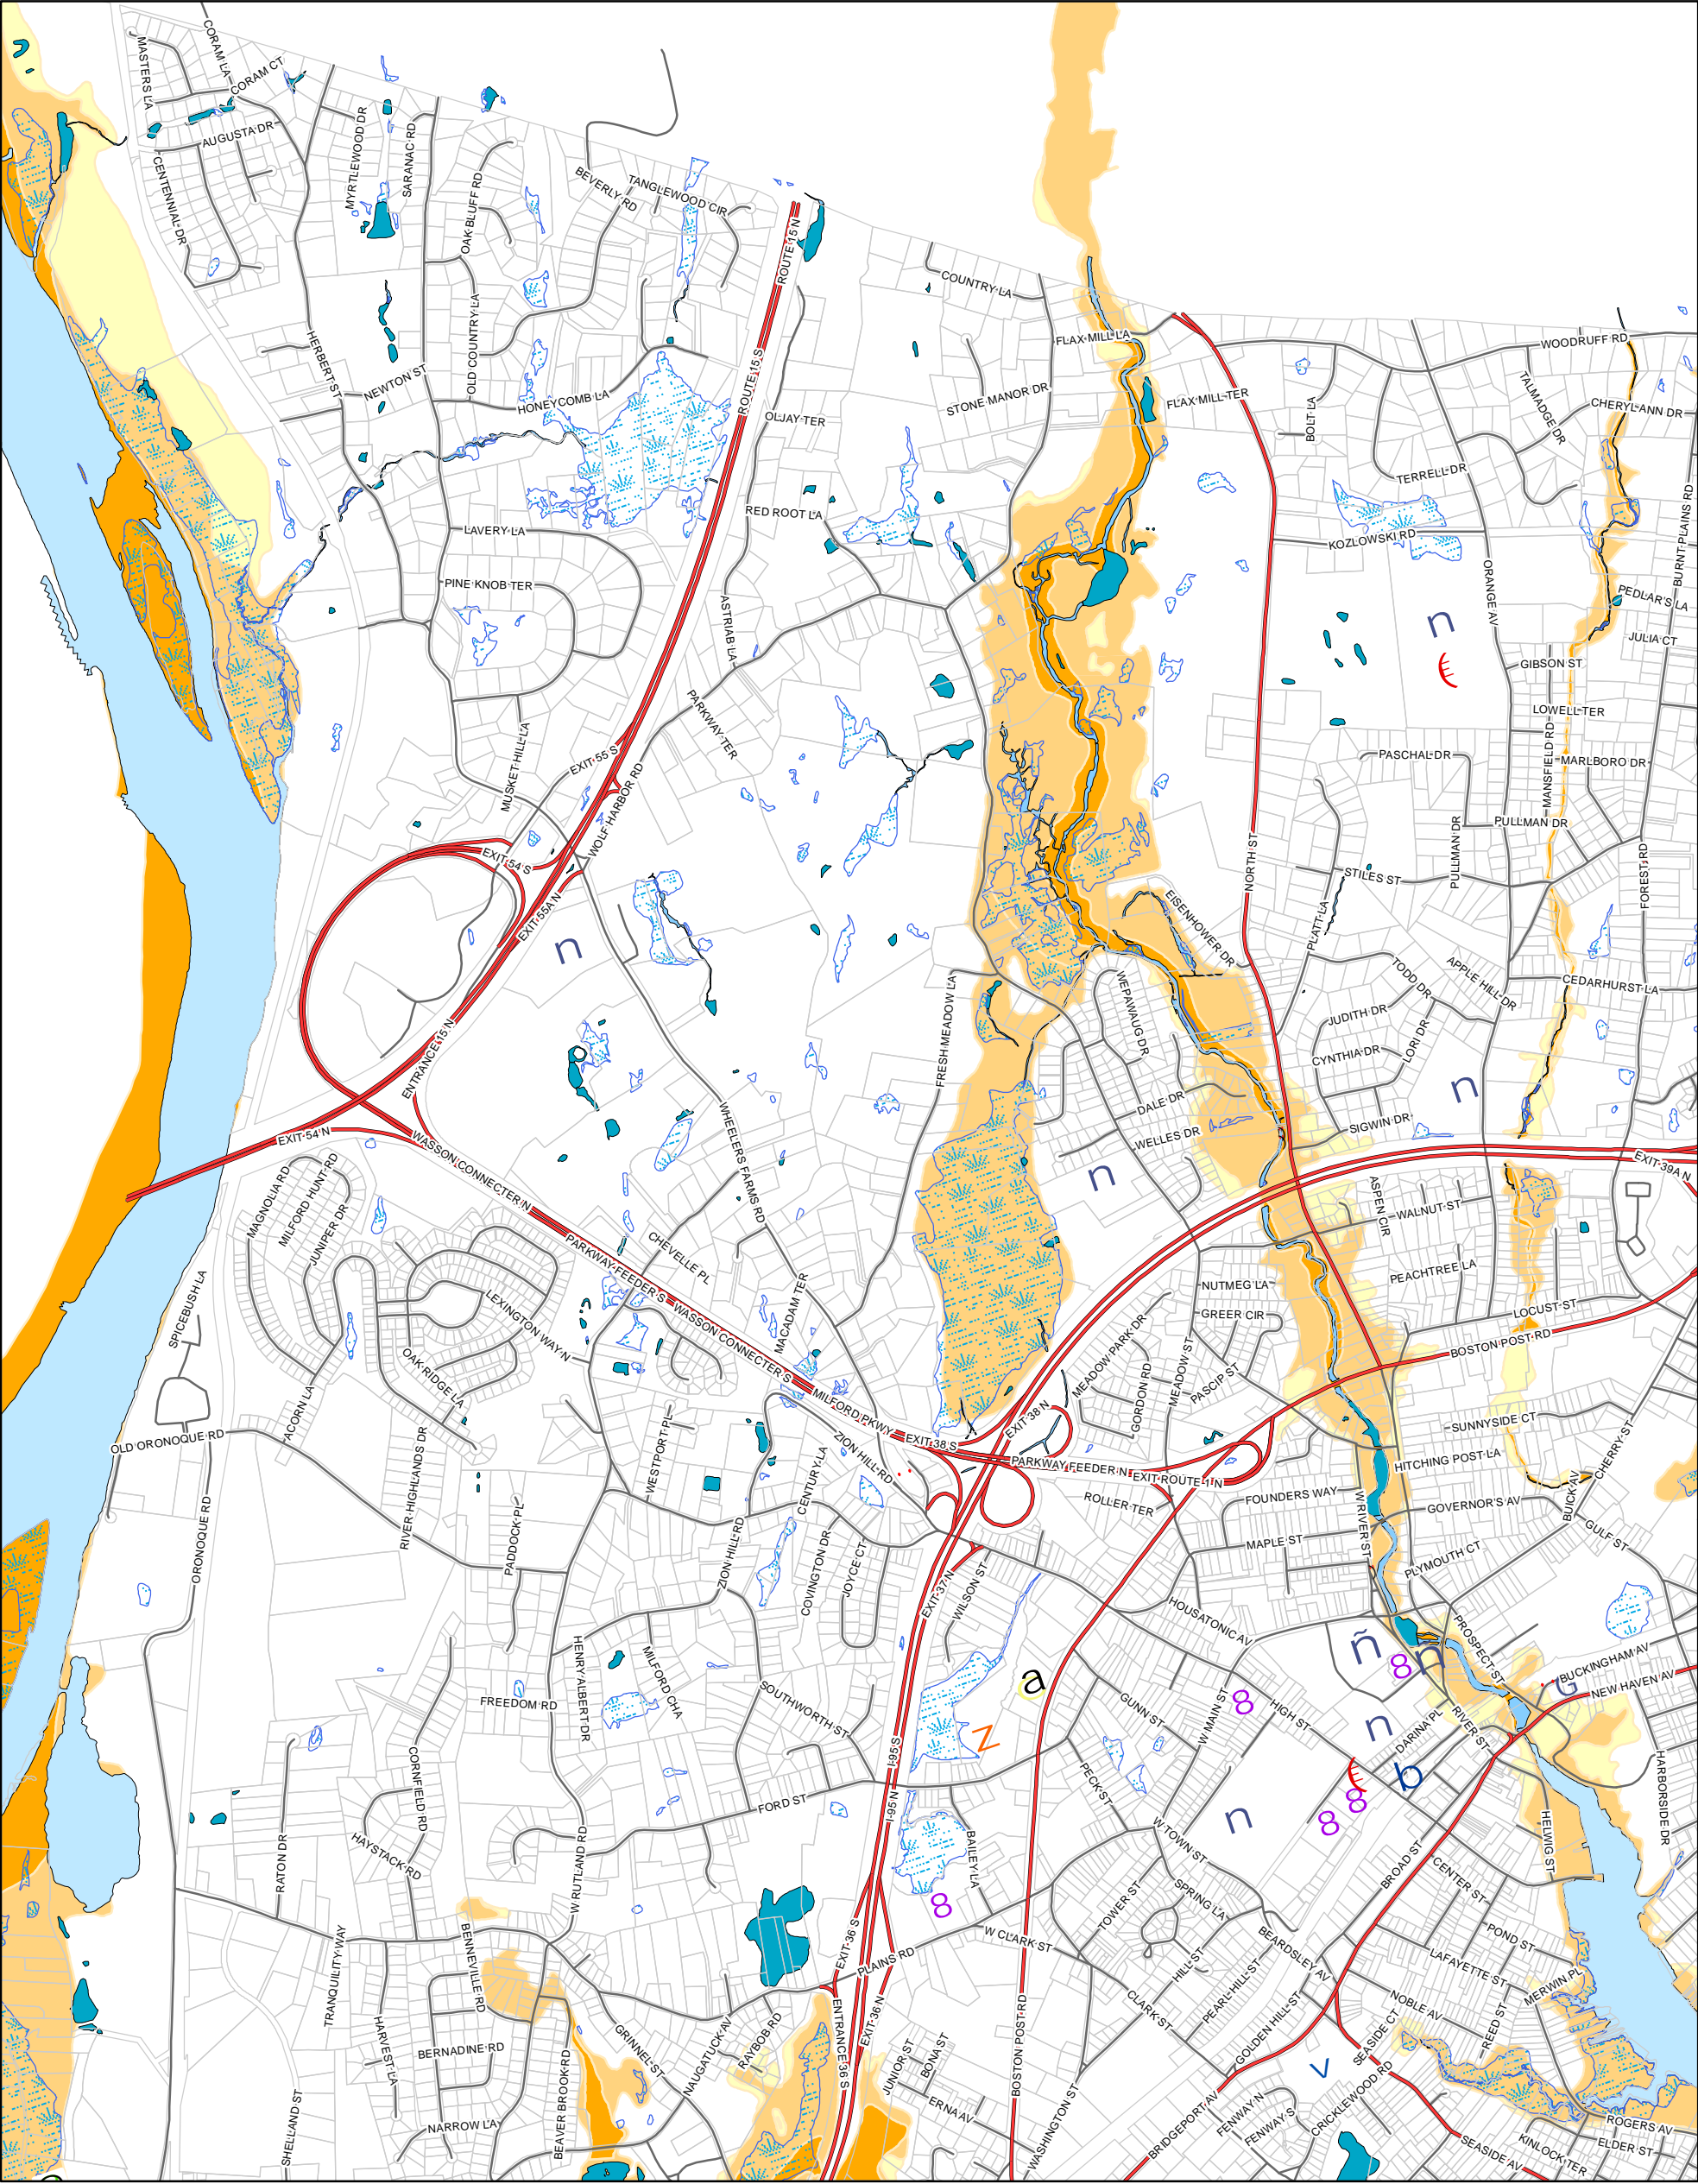 MASTERS LA
CORAM LA
CORAM CT
AUGUSTA DR
CENTENNIAL DR
MYRTLEWOOD DR
SARANAC RD
OAK BLUFF RD
BEVERLY RD
TANGLEWOOD CIR
ROUTE 15 N
COUNTRY LA
FLAX MILL LA
WOODRUFF RD
OLD COUNTRY LA
HERBERT ST
NEWTON ST
HONEYCOMB LA
ROUTE 15 S
OLJAY TER
STONE MANOR DR
FLAX MILL TER
BOLT LA
TALMADGE DR
CHERYL ANN DR
TERRELL DR
BURNT PLAINS RD
LAVERY LA
RED ROOT LA
KOZLOWSKI RD
PINE KNOB TER
ASTRIAB LA
ORANGE AV
PEDLAR'S LA
JULIA CT
n
€
GIBSON ST
LOWELL TER
MUSKET HILL LA
EXIT 55 S
PARKWAY TER
WOLF HARBOR RD
MANSFIELD RD
PASCHAL DR
MARLBORO DR
PULLMAN DR
PULLMAN DR
EXIT 54 S
EXIT 55A N
n
NORTH ST
STILES ST
FOREST RD
EISENHOWER DR
PLATT LA
TODD DR
APPLE HILL DR
CEDARHURST LA
WEPAWAUG DR
FRESH MEADOW LA
JUDITH DR
CYNTHIA DR
LORI DR
n
ENTRANCE 15 N
EXIT 54 N
WASSON CONNECTER N
WHEELERS FARMS RD
DALE DR
WELLES DR
SIGWIN DR
n
EXIT 39A N
MAGNOLIA RD
MILFORD HUNT RD
JUNIPER DR
CHEVELLE PL
PARKWAY FEEDER S
WASSON CONNECTER S
ASPEN CIR
WALNUT ST
PEACHTREE LA
NUTMEG LA
GREER CIR
LOCUST ST
BOSTON POST RD
SPICEBUSH LA
LEXINGTON WAY N
OAK RIDGE LA
MACADAM TER
MEADOW PARK DR
GORDON RD
MEADOW ST
PASCIP ST
ACORN LA
OLD ORONOQUE RD
RIVER HIGHLANDS DR
WESTPORT PL
MILFORD PKWY
EXIT 38 S
EXIT 38 N
ZION HILL RD
CENTURY LA
PARKWAY FEEDER N
EXIT ROUTE 1 N
SUNNYSIDE CT
HITCHING POST LA
CHERRY ST
BUICK AV
ROLLER TER
FOUNDERS WAY
W RIVER ST
GOVERNOR'S AV
GULF ST
MAPLE ST
PLYMOUTH CT
ORONOQUE RD
PADDOCK PL
ZION HILL RD
COVINGTON DR
JOYCE CT
EXIT 37 N
WILSON ST
HOUSATONIC AV
PROSPECT ST
ñ
8
n
G
BUCKINGHAM AV
NEW HAVEN AV
HENRY ALBERT DR
MILFORD CHA
FREEDOM RD
SOUTHWORTH ST
a
z
GUNN ST
W MAIN ST
8
HIGH ST
n
DARINA PL
RIVER ST
I-95 S
I-95 N
CORNFIELD RD
FORD ST
PECK ST
€
8
b
8
n
HARBORSIDE DR
HELWIG ST
HAYSTACK RD
RATON DR
W RUTLAND RD
BAILEY LA
8
W TOWN ST
BROAD ST
CENTER ST
TOWER ST
SPRING LA
BENNEVILLE RD
TRANQUILITY WAY
EXIT 36 S
PLAINS RD
W CLARK ST
BEARDSLEY AV
POND ST
LAFAYETTE ST
MERWIN PL
HILL ST
PEARL HILL ST
CLARK ST
NOBLE AV
REED ST
HARVEST LA
BERNADINE RD
GRINNEL ST
NAUGATUCK AV
RAYBOB RD
ENTRANCE 36 S
EXIT 36 N
JUNIOR ST
BONA ST
BOSTON POST RD
GOLDEN HILL ST
SEASIDE CT
v
SHELLAND ST
NARROW LA
BEAVER BROOK RD
ERNA AV
WASHINGTON ST
BRIDGEPORT AV
FENWAY N
FENWAY S
CRICKLEWOOD RD
SEASIDE AV
KINLOCK TER
ROGERS AV
ELDER ST